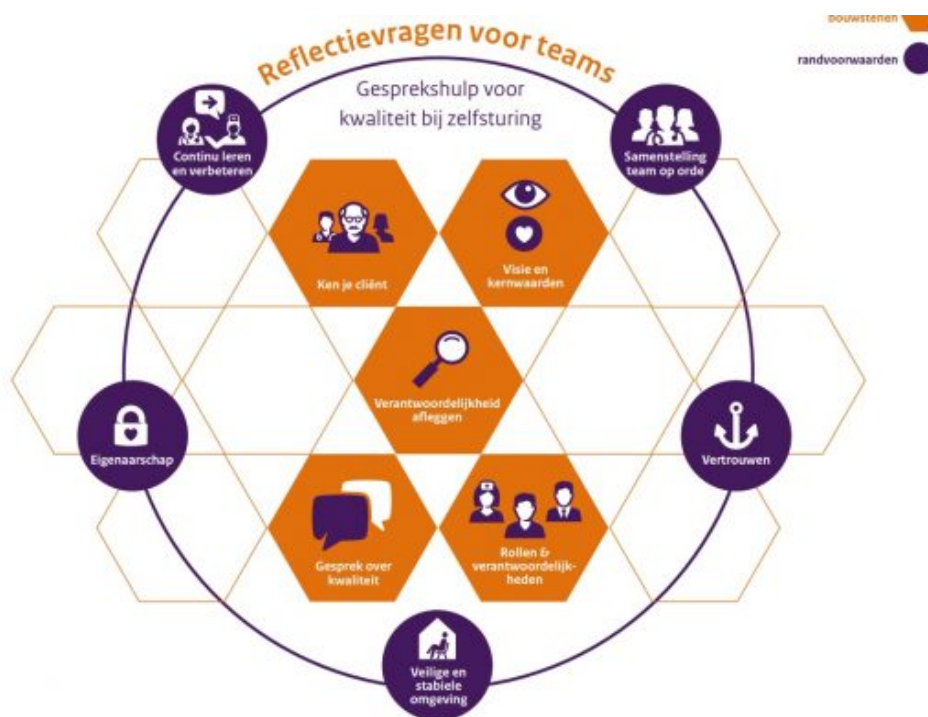 bouwstenen
randvoorwaarden
Reflectievragen voor teams
Gesprekshulp voor
kwaliteit bij zelfsturing
Continu leren
en verbeteren
Samenstelling
team op orde
Ken je cliënt
Visie en
kernwaarden
Verantwoordelijkheid
afleggen
Eigenaarschap
Vertrouwen
Gesprek over
kwaliteit
Rollen &
verantwoordelijk-
heden
Veilige en
stabiele
omgeving